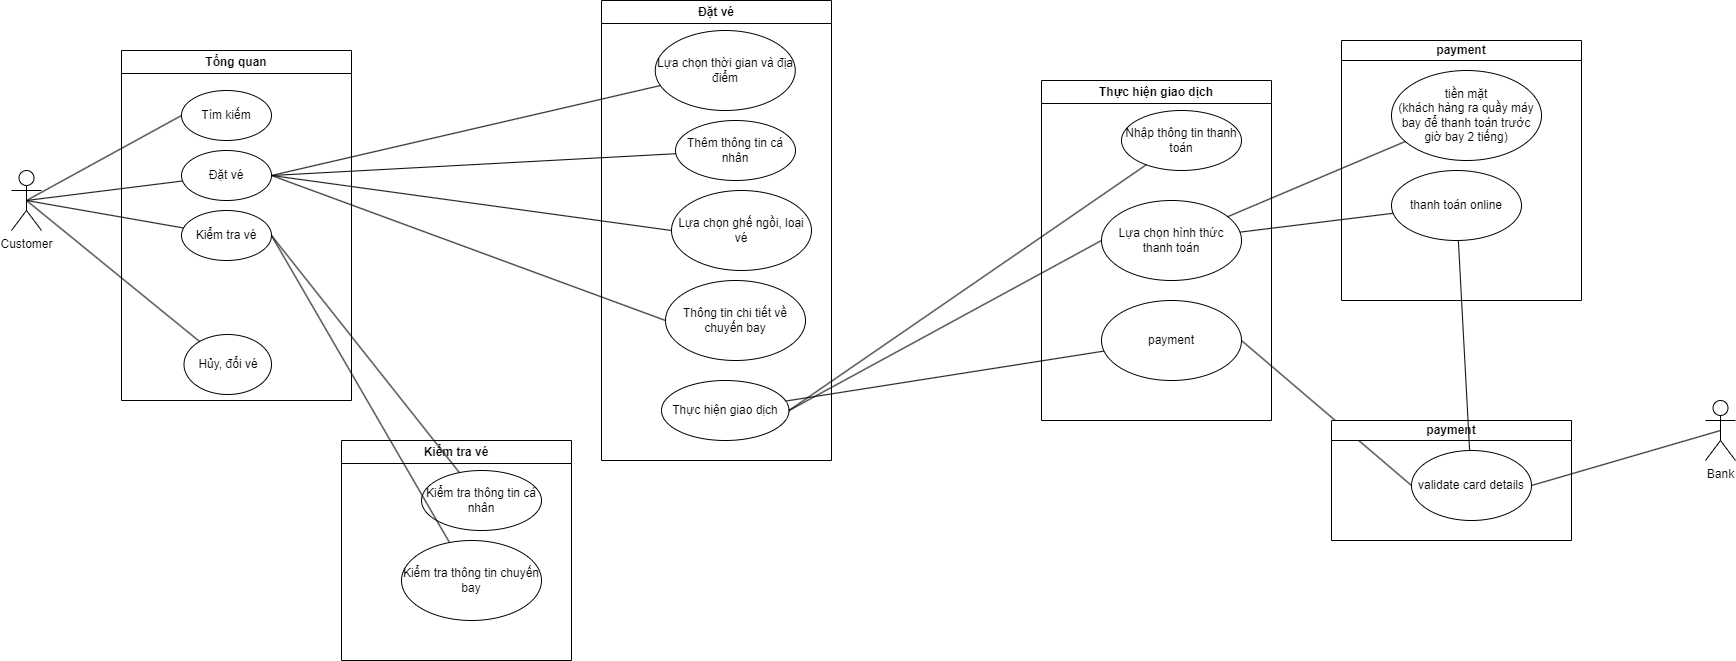 Customer
Tổng quan
Tìm kiếm
Đặt vé
Kiểm tra vé
Hủy, đổi vé
Kiểm tra vé
Kiểm tra thông tin cá
nhân
Kiểm tra thông tin chuyến
bay
Đặt vé
Lựa chọn thời gian và địa
điểm
Thêm thông tin cá
nhân
Lựa chọn ghế ngồi, loại
vé
Thông tin chi tiết về
chuyến bay
Thực hiện giao dịch
Thực hiện giao dịch
Nhập thông tin thanh
toán
Lựa chọn hình thức
thanh toán
payment
payment
tiền mặt
(khách hàng ra quầy máy
bay để thanh toán trước
giờ bay 2 tiếng)
thanh toán online
payment
validate card details
Bank